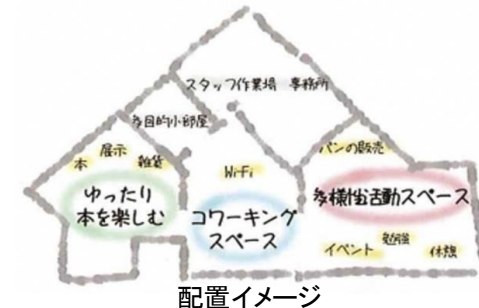 スタッフ作業場 事務所
多目的小部屋
本 展示 雑貨
WiFi
パンの販売
ゆったり
本を楽しむ
コワーキング
スペース
多様性活動スペース
イベント 勉強 休憩
配置イメージ